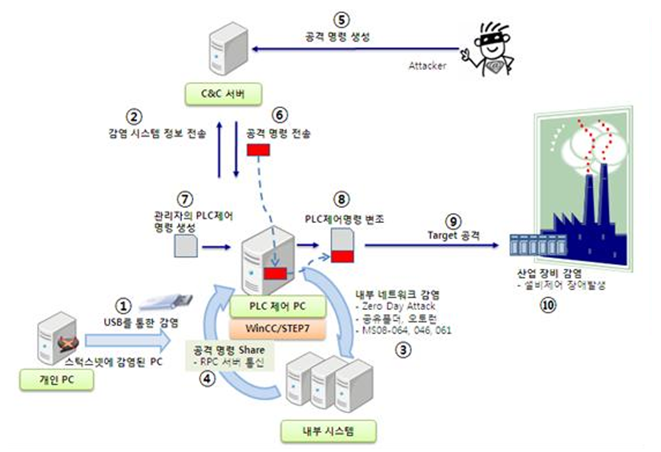 ⑤
공격 명령 생성
Attacker
C&C 서버
②
감염 시스템 정보 전송
⑥
공격 명령 전송
⑦
관리자의 PLC제어
명령 생성
⑧
PLC제어명령 변조
⑨
Target 공격
산업 장비 감염
- 설비제어 장애발생
⑩
①
USB를 통한 감염
PLC 제어 PC
WinCC/STEP7
내부 네트워크 감염
- Zero Day Attack
- 공유폴더, 오토런
- MS08-064, 046, 061
③
스턱스넷에 감염된 PC
개인 PC
공격 명령 Share
- RPC 서버 통신
④
내부 시스템